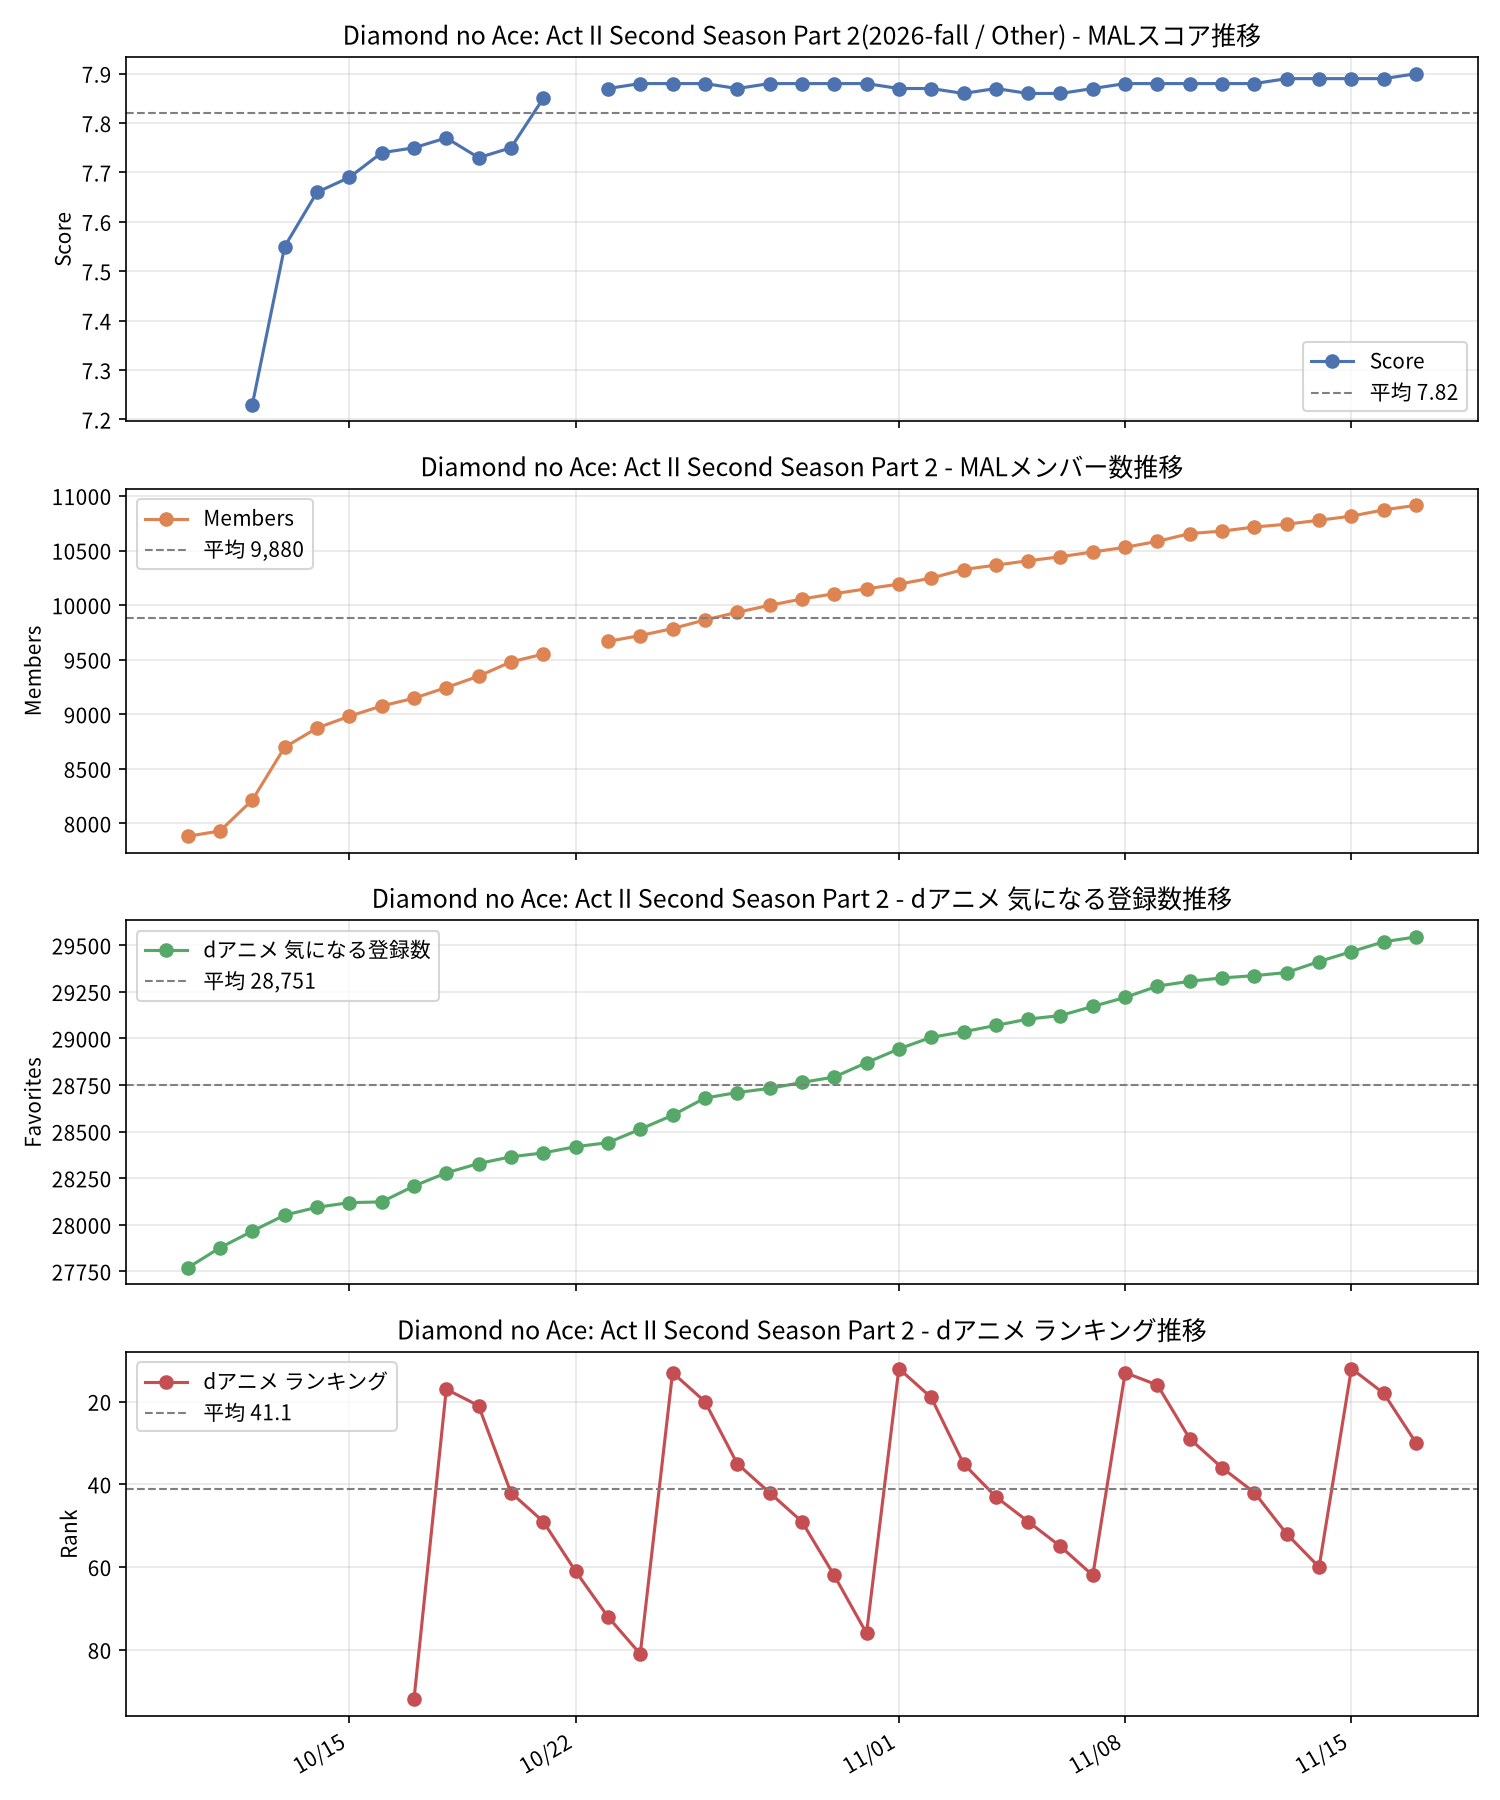 Diamond no Ace: Act II Second Season Part 2(2026-fall / Other) - MALスコア推移
7.9
7.8
7.7
7.6
7.5
7.4
7.3
7.2
Score
Score
平均 7.82
Diamond no Ace: Act II Second Season Part 2 - MALメンバー数推移
11000
10500
10000
9500
9000
8500
8000
Members
Members
平均 9,880
Diamond no Ace: Act II Second Season Part 2 - dアニメ 気になる登録数推移
29500
29250
29000
28750
28500
28250
28000
27750
Favorites
dアニメ 気になる登録数
平均 28,751
Diamond no Ace: Act II Second Season Part 2 - dアニメ ランキング推移
20
40
60
80
Rank
dアニメ ランキング
平均 41.1
10/15
10/22
11/01
11/08
11/15